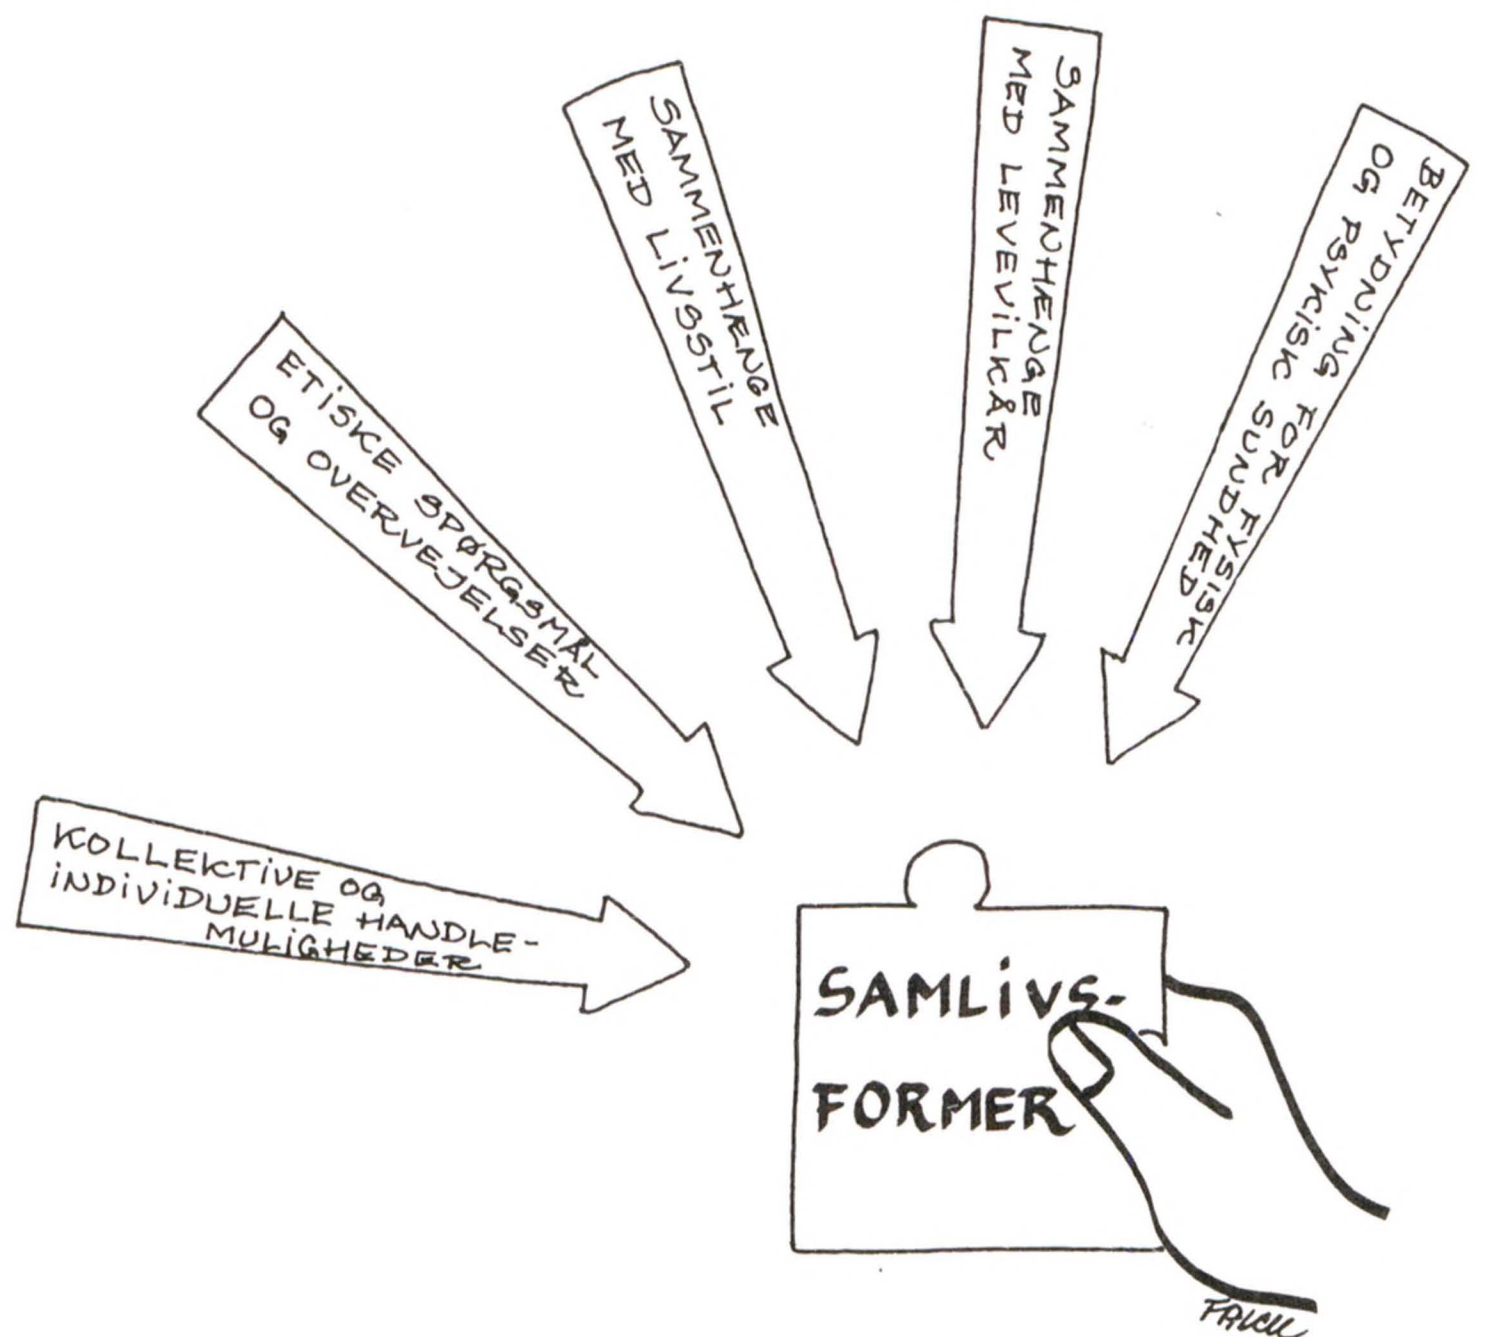 KOLLEKTIVE OG
INDIVIDUELLE HANDLE-
MULIGHEDER
ETISKE SPØRGSMÅL
OG OVERVEJELSER
SAMMENHÆNGE
MED LIVSSTIL
SAMMENHÆNGE
MED LEVEVILKÅR
BETYDNING FOR FYSISK
OG PSYKISK SUNDHED
SAMLIVS-
FORMER